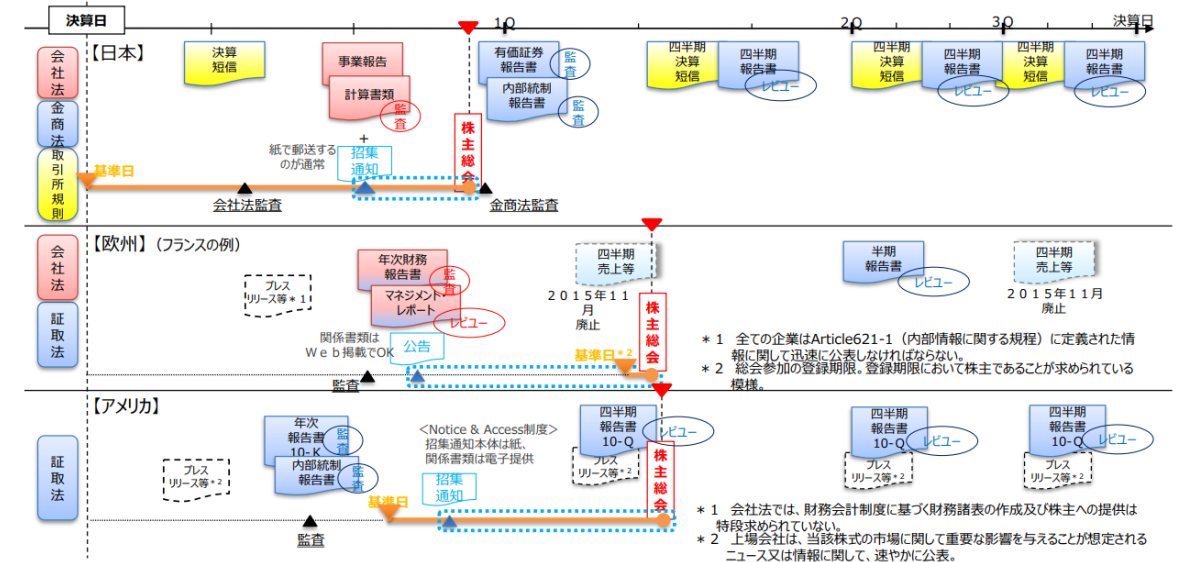 決算日
1Q
2Q
3Q
決算日
会社法
金商法
取引所規則
【日本】
決算
短信
事業報告
計算書類
監査
+
招集
通知
紙で郵送する
のが通常
有価証券
報告書
監査
内部統制
報告書
監査
四半期
決算
短信
四半期
報告書
レビュー
四半期
決算
短信
四半期
報告書
レビュー
四半期
決算
短信
四半期
報告書
レビュー
株主総会
基準日
会社法監査
金商法監査
会社法
証取法
【欧州】(フランスの例)
プレス
リリース等*1
年次財務
報告書
監査
マネジメント・
レポート
レビュー
関係書類は
Web掲載でOK
公告
四半期
売上等
2015年11
月
廃止
基準日*2
株主総会
半期
報告書
レビュー
四半期
売上等
2015年11月
廃止
監査
*1 全ての企業はArticle621-1(内部情報に関する規程)に定義された情
報に関して迅速に公表しなければならない。
*2 総会参加の登録期限。登録期限において株主であることが求められている
模様。
証取法
【アメリカ】
プレス
リリース等*2
年次
報告書
10-K
監査
内部統制
報告書
監査
<Notice & Access制度>
招集通知本体は紙、
関係書類は電子提供
招集
通知
基準日
四半期
報告書
10-Q
レビュー
プレス
リリース等*2
株主総会
四半期
報告書
10-Q
レビュー
プレス
リリース等*2
四半期
報告書
10-Q
レビュー
プレス
リリース等*2
監査
*1 会社法では、財務会計制度に基づく財務諸表の作成及び株主への提供は
特段求められていない。
*2 上場会社は、当該株式の市場に関して重要な影響を与えることが想定される
ニュース又は情報に関して、速やかに公表。